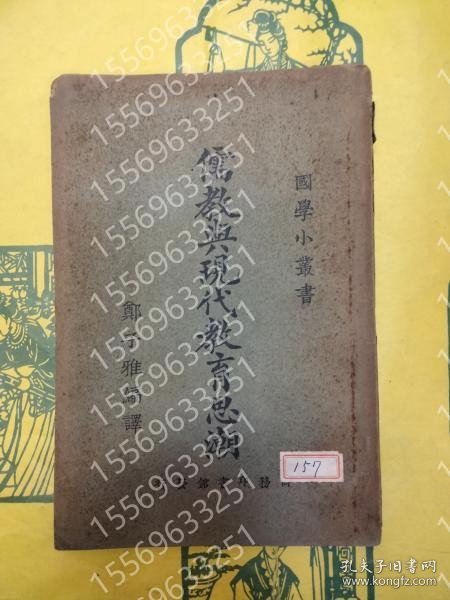 國學小叢書
儒教與現代教育思潮
鄭子雅編譯
商務印書館發行
157
15569633251
孔夫子旧书网
www.kongfz.com